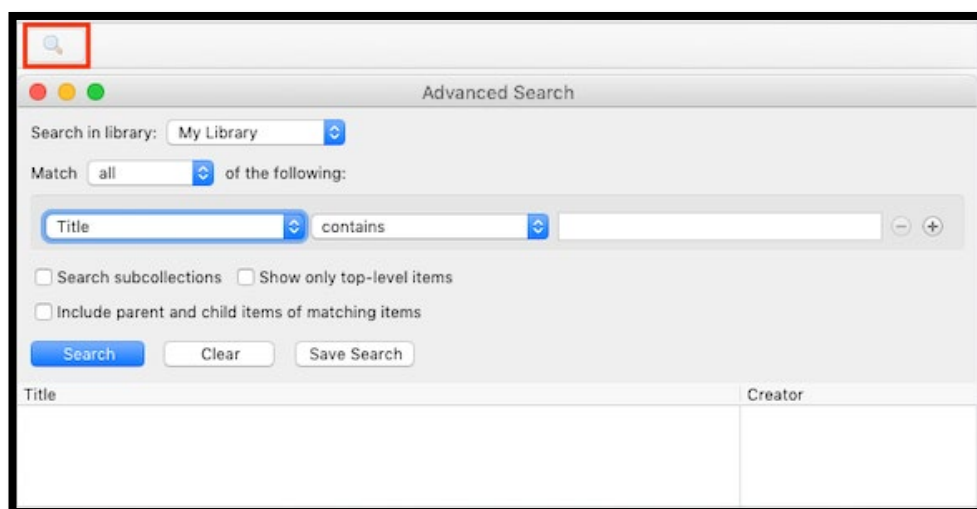 Advanced Search
Search in library: My Library
Match all of the following:
Title contains
Search subcollections Show only top-level items
Include parent and child items of matching items
Search Clear Save Search
Title Creator